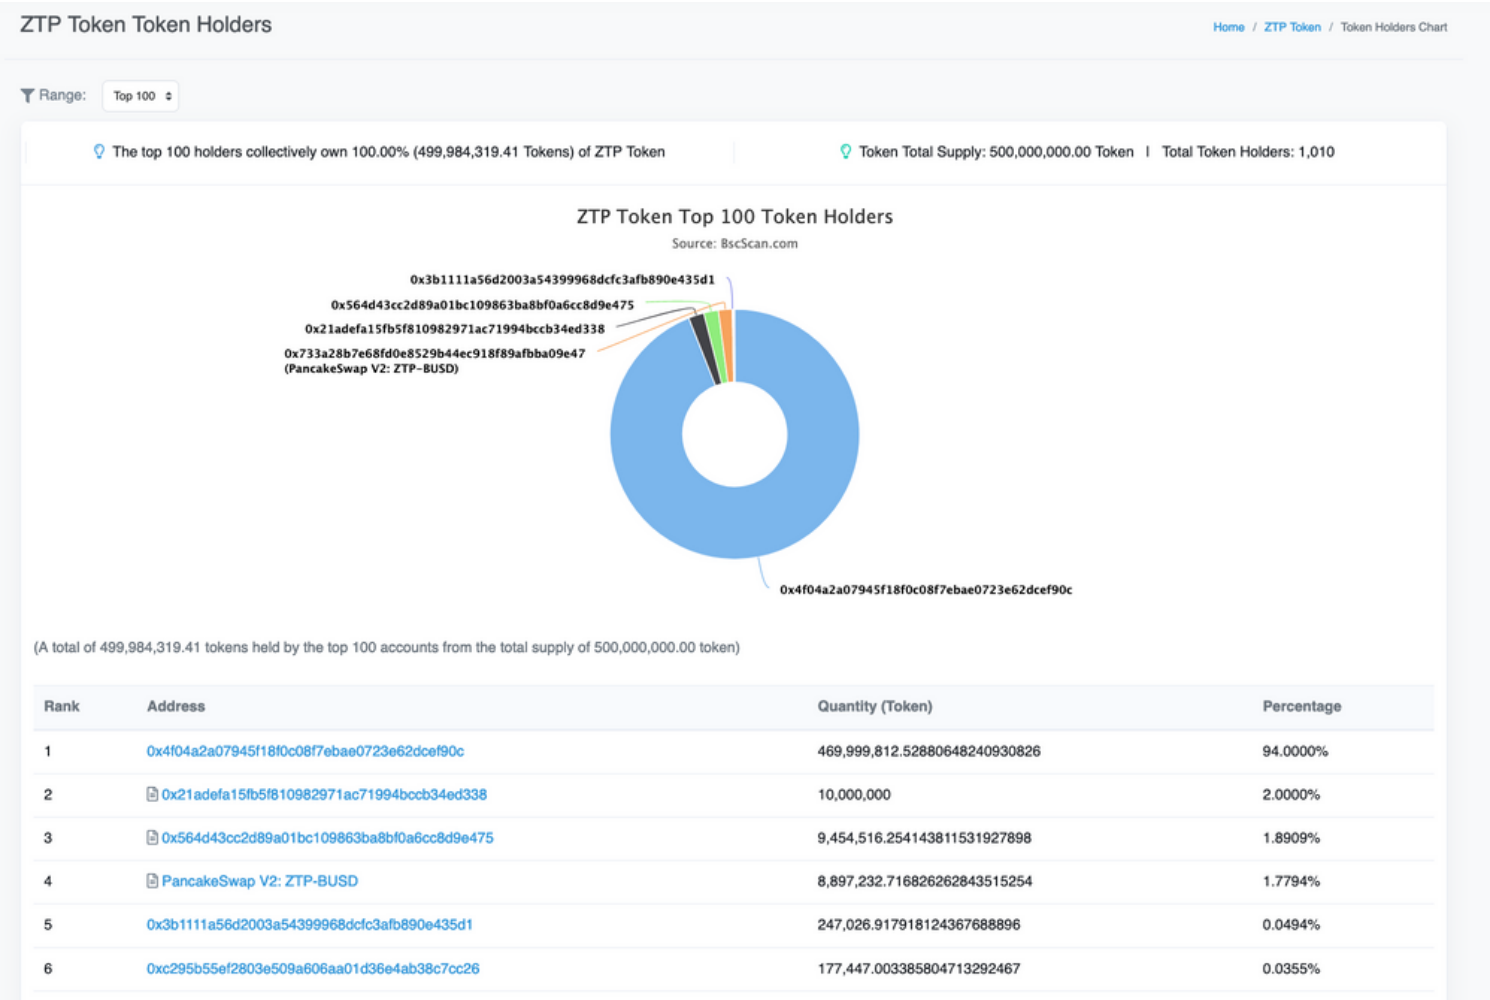 ZTP Token Token Holders
Home / ZTP Token / Token Holders Chart
Range: Top 100
The top 100 holders collectively own 100.00% (499,984,319.41 Tokens) of ZTP Token
Token Total Supply: 500,000,000.00 Token | Total Token Holders: 1,010
ZTP Token Top 100 Token Holders
Source: BscScan.com
0x3b1111a56d2003a54399968dcfc3afb890e435d1
0x564d43cc2d89a01bc109863ba8bf0a6cc8d9e475
0x21adefa15fb5f810982971ac71994bccb34ed338
0x733a28b7e68fd0e8529b44ec918f89afbba09e47
(PancakeSwap V2: ZTP-BUSD)
0x4f04a2a07945f18f0c08f7ebae0723e62dcef90c
(A total of 499,984,319.41 tokens held by the top 100 accounts from the total supply of 500,000,000.00 token)
Rank Address Quantity (Token) Percentage
1 0x4f04a2a07945f18f0c08f7ebae0723e62dcef90c 469,999,812.52880648240930826 94.0000%
2 0x21adefa15fb5f810982971ac71994bccb34ed338 10,000,000 2.0000%
3 0x564d43cc2d89a01bc109863ba8bf0a6cc8d9e475 9,454,516.254143811531927898 1.8909%
4 PancakeSwap V2: ZTP-BUSD 8,897,232.716826262843515254 1.7794%
5 0x3b1111a56d2003a54399968dcfc3afb890e435d1 247,026.917918124367688896 0.0494%
6 0xc295b55ef2803e509a606aa01d36e4ab38c7cc26 177,447.003385804713292467 0.0355%